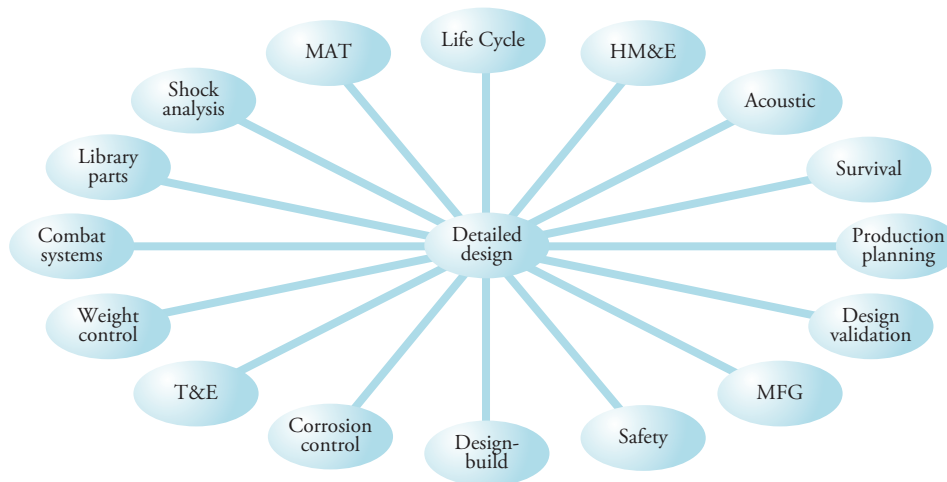 Life Cycle
MAT
HM&E
Shock
analysis
Acoustic
Library
parts
Survival
Combat
systems
Detailed
design
Production
planning
Weight
control
Design
validation
T&E
MFG
Corrosion
control
Design-
build
Safety